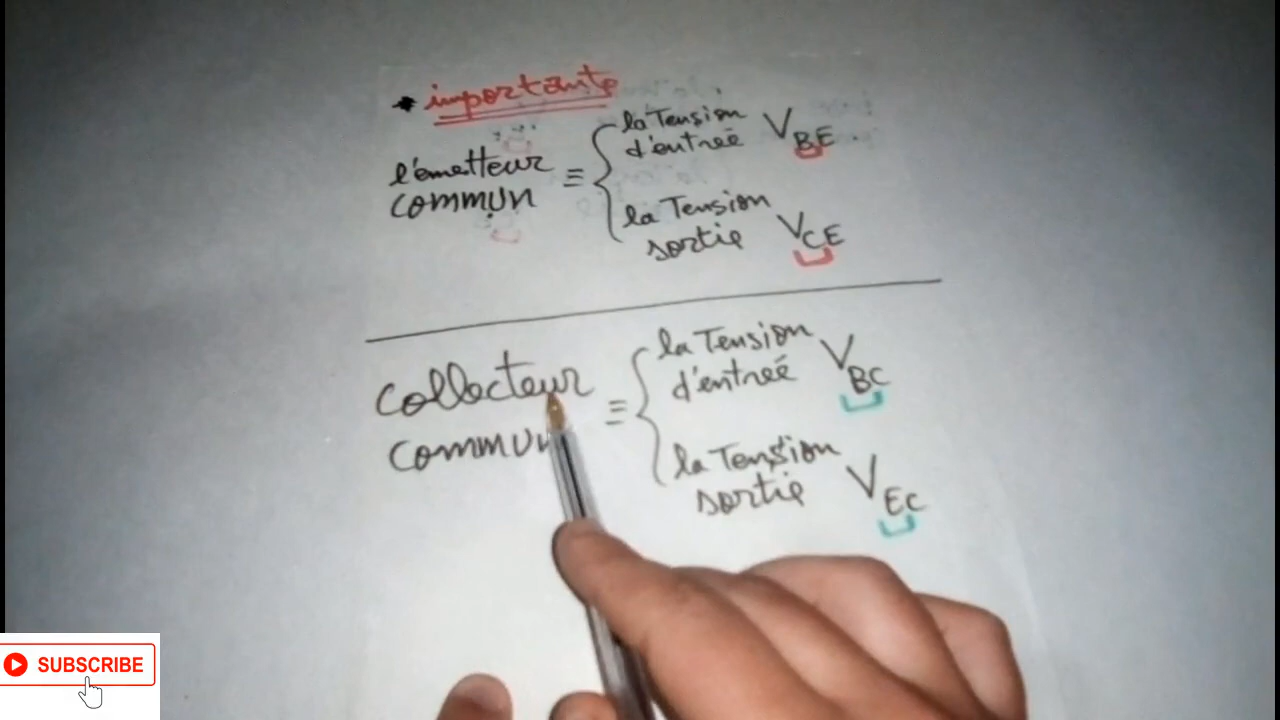 importante
l'émetteur
commun
≡
la Tension
d'entreé
VBE
la Tension
sortie
VCE
collecteur
commun
≡
la Tension
d'entreé
VBC
la Tension
sortie
VEC
SUBSCRIBE